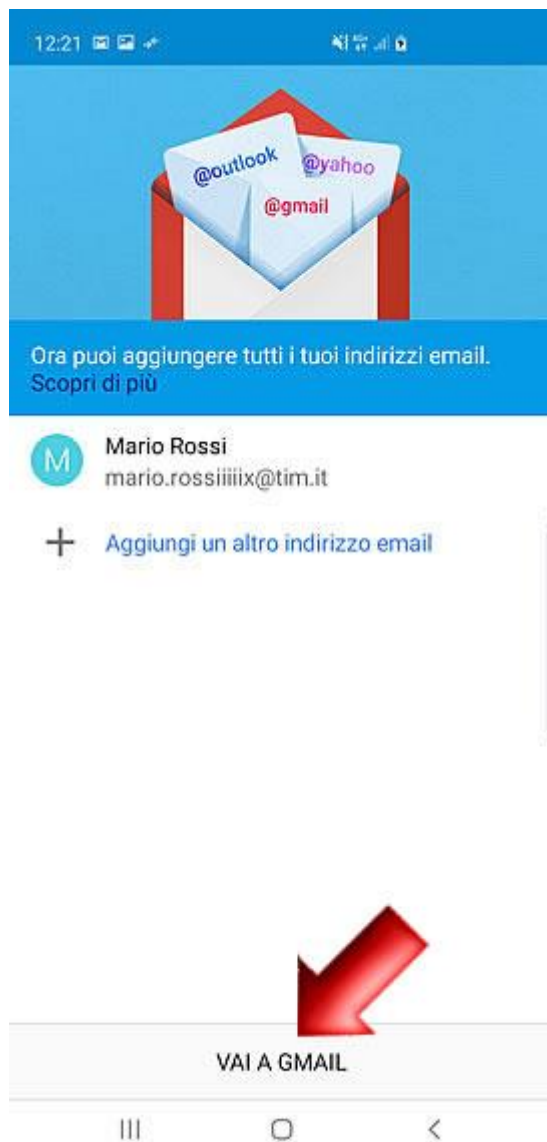 12:21
@outlook
@yahoo
@gmail
Ora puoi aggiungere tutti i tuoi indirizzi email.
Scopri di più
M
Mario Rossi
mario.rossiiiiix@tim.it
Aggiungi un altro indirizzo email
VAI A GMAIL